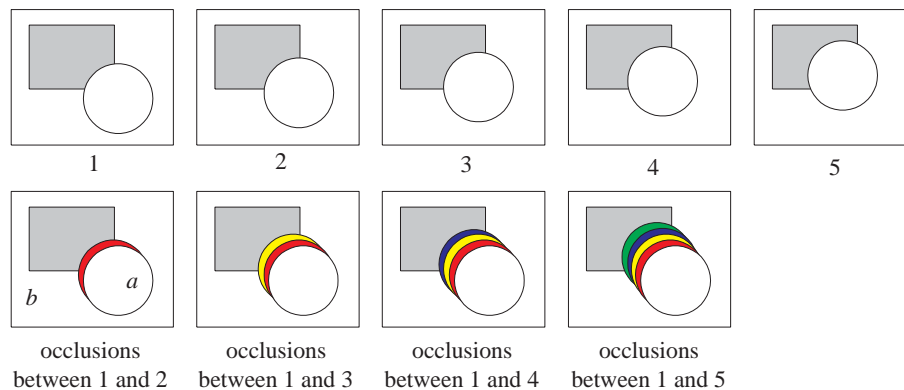 1 2 3 4 5
b a
occlusions occlusions occlusions occlusions
between 1 and 2 between 1 and 3 between 1 and 4 between 1 and 5